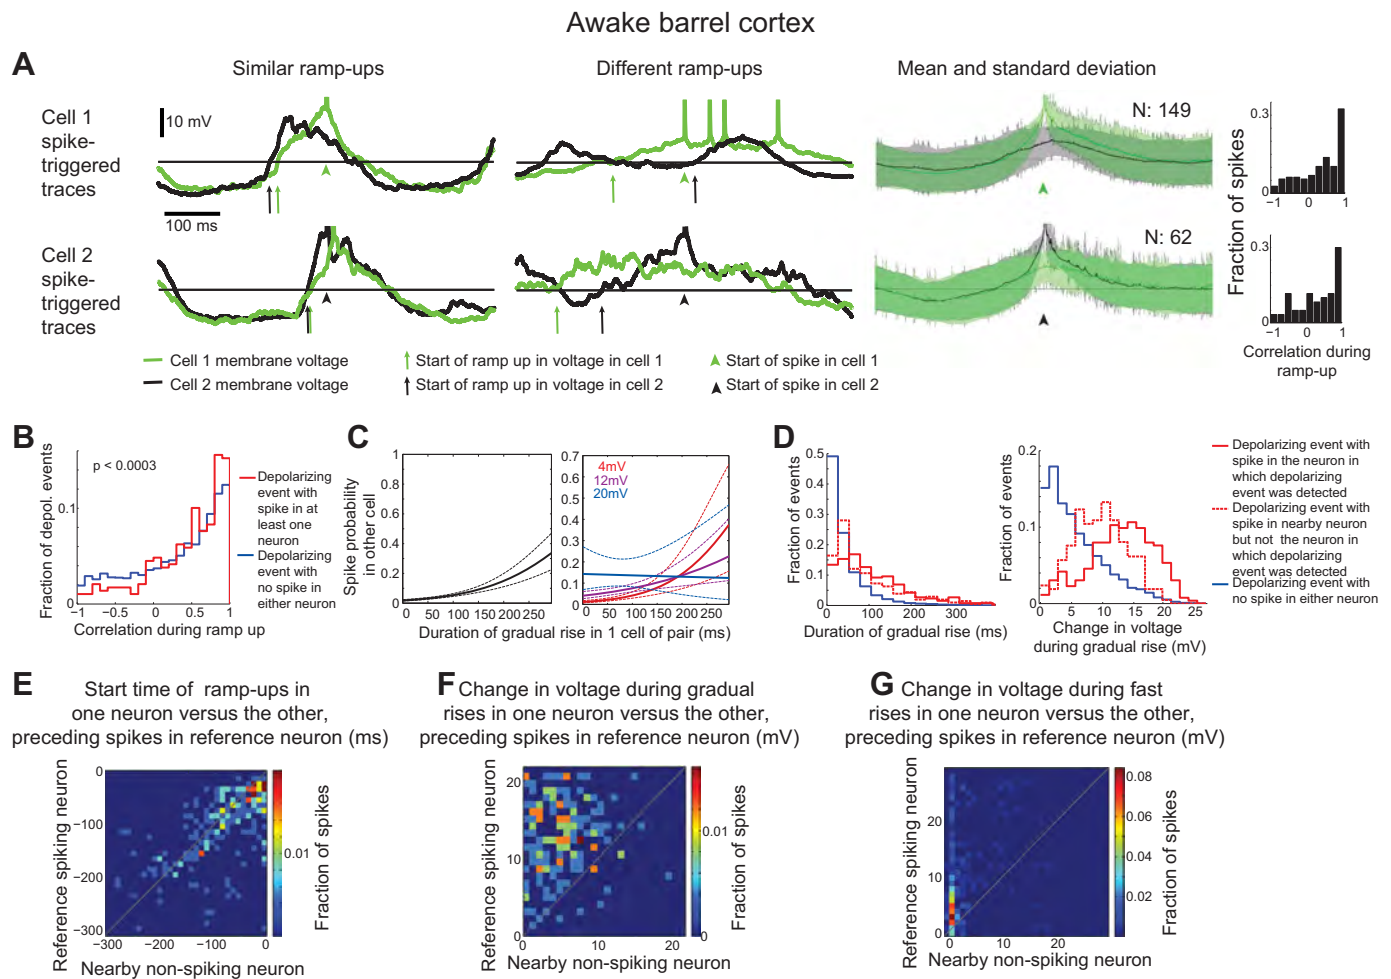 Awake barrel cortex
A
Similar ramp-ups
Different ramp-ups
Mean and standard deviation
Cell 1
spike-
triggered
traces
10 mV
100 ms
N: 149
Cell 2
spike-
triggered
traces
N: 62
Fraction of spikes
0.3
0
−1 0 1
0.3
0
−1 0 1
Correlation during
ramp-up
Cell 1 membrane voltage
Cell 2 membrane voltage
Start of ramp up in voltage in cell 1
Start of ramp up in voltage in cell 2
Start of spike in cell 1
Start of spike in cell 2
B
Fraction of depol. events
p < 0.0003
0.1
0
−1 −0.5 0 0.5 1
Correlation during ramp up
Depolarizing
event with
spike in at
least one
neuron
Depolarizing
event with
no spike in
either neuron
C
Spike probability
in other cell
1
0.8
0.6
0.4
0.2
0 50 100 150 200 250
0.7
0.6
0.5
0.4
0.3
0.2
0.1
0
4mV
12mV
20mV
0 50 100 150 200 250
Duration of gradual rise in 1 cell of pair (ms)
D
Fraction of events
0.5
0.4
0.3
0.2
0.1
0
100 300
Duration of gradual rise (ms)
Fraction of events
0.2
0.1
0
0 5 10 15 20 25
Change in voltage
during gradual rise (mV)
Depolarizing event with
spike in the neuron in
which depolarizing
event was detected
Depolarizing event with
spike in nearby neuron
but not the neuron in
which depolarizing
event was detected
Depolarizing event with
no spike in either neuron
E
Start time of ramp-ups in
one neuron versus the other,
preceding spikes in reference neuron (ms)
Reference spiking neuron
0
−100
−200
−300
−300 −200 −100 0
Nearby non-spiking neuron
0.01
Fraction of spikes
F
Change in voltage during gradual
rises in one neuron versus the other,
preceding spikes in reference neuron (mV)
Reference spiking neuron
20
10
0
0 10 20
Nearby non-spiking neuron
0.01
0
Fraction of spikes
G
Change in voltage during fast
rises in one neuron versus the other,
preceding spikes in reference neuron (mV)
Reference spiking neuron
20
10
0
0 10 20
Nearby non-spiking neuron
0.08
0.06
0.04
0.02
Fraction of spikes